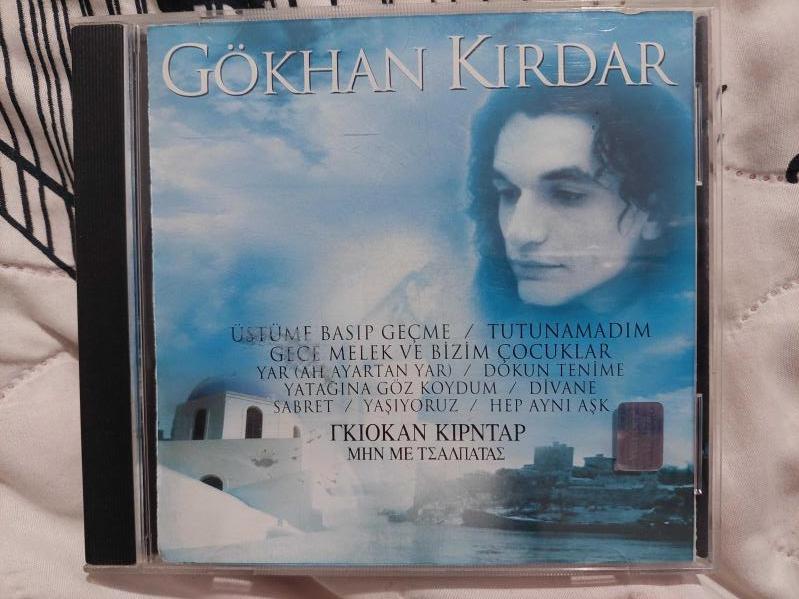 GÖKHAN KIRDAR
ÜSTÜME BASIP GEÇME / TUTUNAMADIM
GECE MELEK VE BİZİM ÇOCUKLAR
YAR (AH AYARTAN YAR) / DOKUN TENİME
YATAĞINA GÖZ KOYDUM / DİVANE
SABRET / YAŞIYORUZ / HEP AYNI AŞK
ΓΚΙΟΚΑΝ ΚΙΡΝΤΑΡ
ΜΗΝ ΜΕ ΤΣΑΛΠΑΤΑΣ